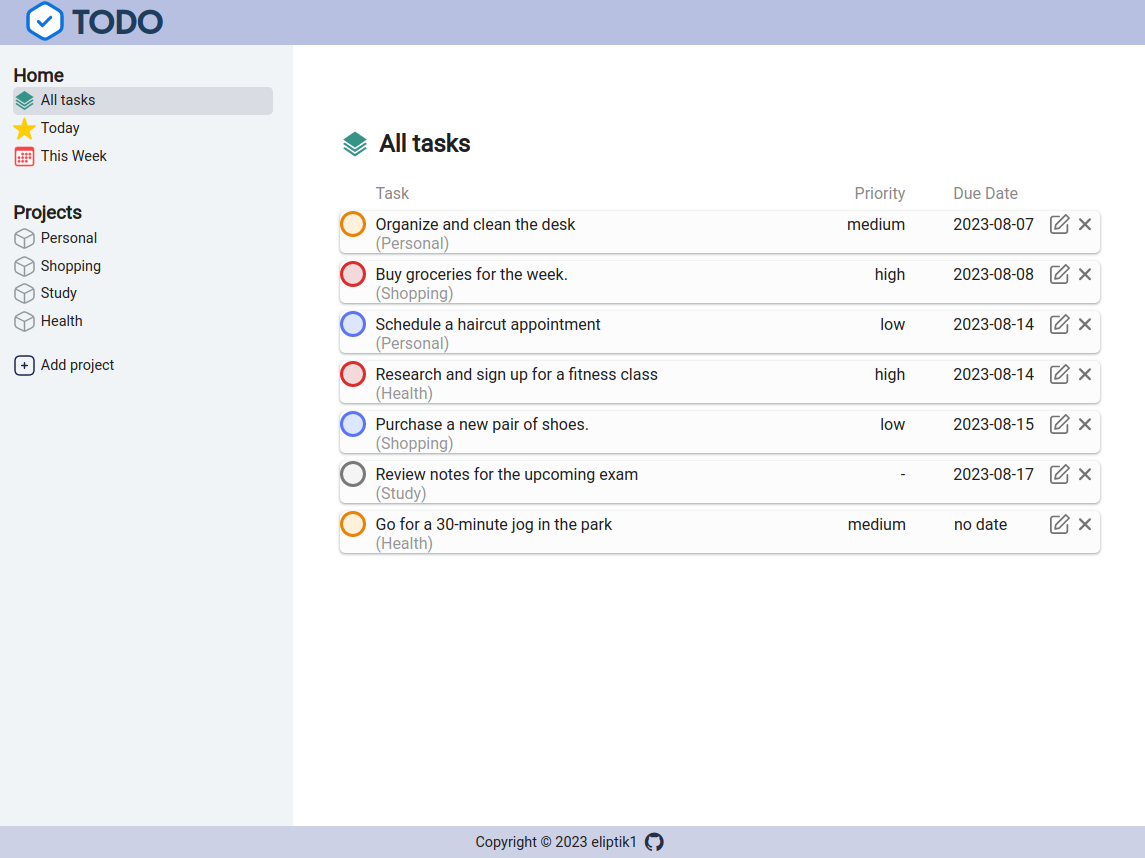 TODO
Home
All tasks
Today
This Week
Projects
Personal
Shopping
Study
Health
Add project
All tasks
Task Priority Due Date
Organize and clean the desk medium 2023-08-07
(Personal)
Buy groceries for the week. high 2023-08-08
(Shopping)
Schedule a haircut appointment low 2023-08-14
(Personal)
Research and sign up for a fitness class high 2023-08-14
(Health)
Purchase a new pair of shoes. low 2023-08-15
(Shopping)
Review notes for the upcoming exam - 2023-08-17
(Study)
Go for a 30-minute jog in the park medium no date
(Health)
Copyright © 2023 eliptik1